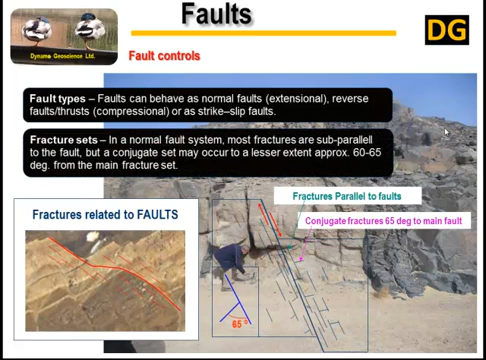 Faults
DG
Dynamo Geoscience Ltd.
Fault controls
Fault types – Faults can behave as normal faults (extensional), reverse
faults/thrusts (compressional) or as strike–slip faults.
Fracture sets – In a normal fault system, most fractures are sub-parallel
to the fault, but a conjugate set may occur to a lesser extent approx. 60-65
deg. from the main fracture set.
Fractures Parallel to faults
Fractures related to FAULTS
Conjugate fractures 65 deg to main fault
65 °